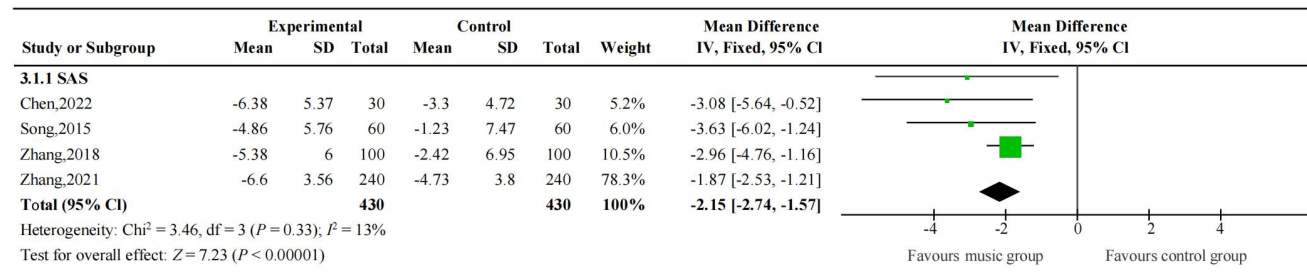 Experimental Control Mean Difference Mean Difference
Study or Subgroup Mean SD Total Mean SD Total Weight IV, Fixed, 95% Cl IV, Fixed, 95% Cl
3.1.1 SAS
Chen,2022 -6.38 5.37 30 -3.3 4.72 30 5.2% -3.08 [-5.64, -0.52]
Song,2015 -4.86 5.76 60 -1.23 7.47 60 6.0% -3.63 [-6.02, -1.24]
Zhang,2018 -5.38 6 100 -2.42 6.95 100 10.5% -2.96 [-4.76, -1.16]
Zhang,2021 -6.6 3.56 240 -4.73 3.8 240 78.3% -1.87 [-2.53, -1.21]
Total (95% Cl) 430 430 100% -2.15 [-2.74, -1.57]
Heterogeneity: Chi² = 3.46, df = 3 (P = 0.33); I² = 13%
Test for overall effect: Z = 7.23 (P < 0.00001)
-4 -2 0 2 4
Favours music group Favours control group